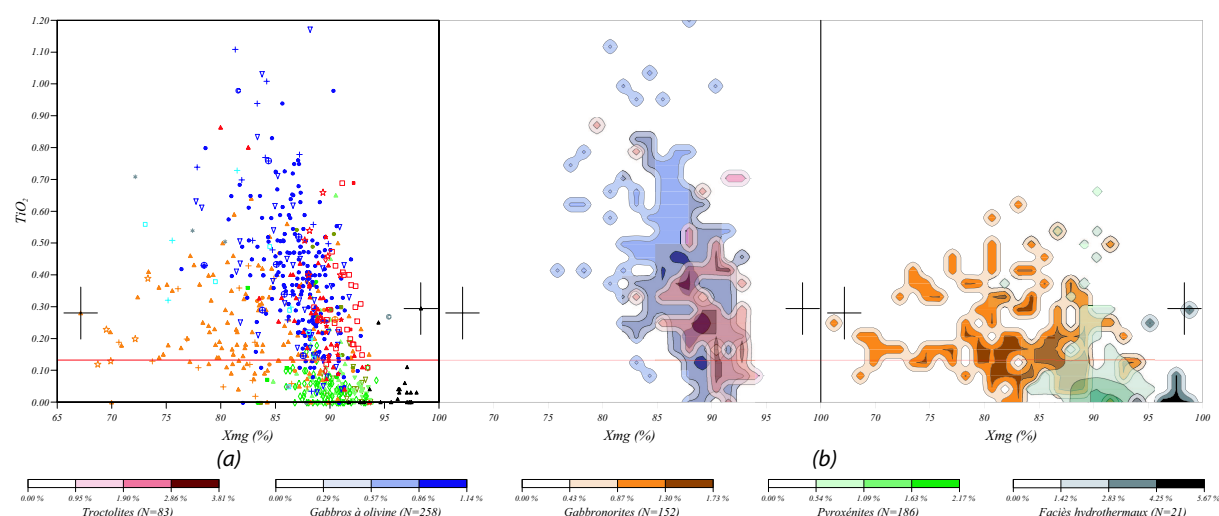 1.20
1.10
1.00
0.90
0.80
0.70
0.60
0.50
0.40
0.30
0.20
0.10
0.00
TiO2
65 70 75 80 85 90 95 100 70 75 80 85 90 95 100 70 75 80 85 90 95 100
Xmg (%) Xmg (%) Xmg (%)
(a) (b)
0.00 % 0.95 % 1.90 % 2.86 % 3.81 % 0.00 % 0.29 % 0.57 % 0.86 % 1.14 % 0.00 % 0.43 % 0.87 % 1.30 % 1.73 % 0.00 % 0.54 % 1.09 % 1.63 % 2.17 % 0.00 % 1.42 % 2.83 % 4.25 % 5.67 %
Troctolites (N=83) Gabbros à olivine (N=258) Gabbronorites (N=152) Pyroxénites (N=186) Faciès hydrothermaux (N=21)